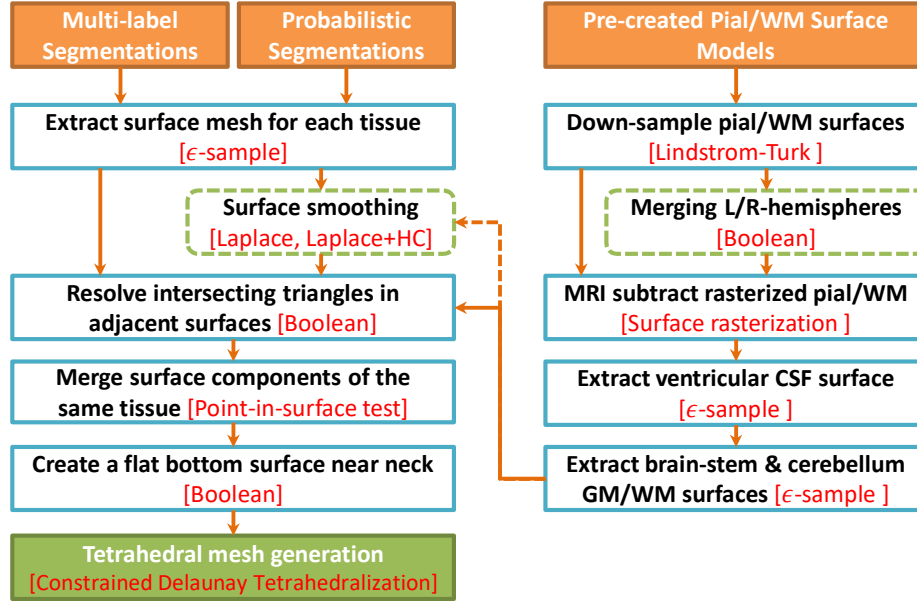 Multi-label
Segmentations
Probabilistic
Segmentations
Extract surface mesh for each tissue
[ϵ-sample]
Surface smoothing
[Laplace, Laplace+HC]
Resolve intersecting triangles in
adjacent surfaces [Boolean]
Merge surface components of the
same tissue [Point-in-surface test]
Create a flat bottom surface near neck
[Boolean]
Tetrahedral mesh generation
[Constrained Delaunay Tetrahedralization]
Pre-created Pial/WM Surface
Models
Down-sample pial/WM surfaces
[Lindstrom-Turk ]
Merging L/R-hemispheres
[Boolean]
MRI subtract rasterized pial/WM
[Surface rasterization ]
Extract ventricular CSF surface
[ϵ-sample ]
Extract brain-stem & cerebellum
GM/WM surfaces [ϵ-sample ]